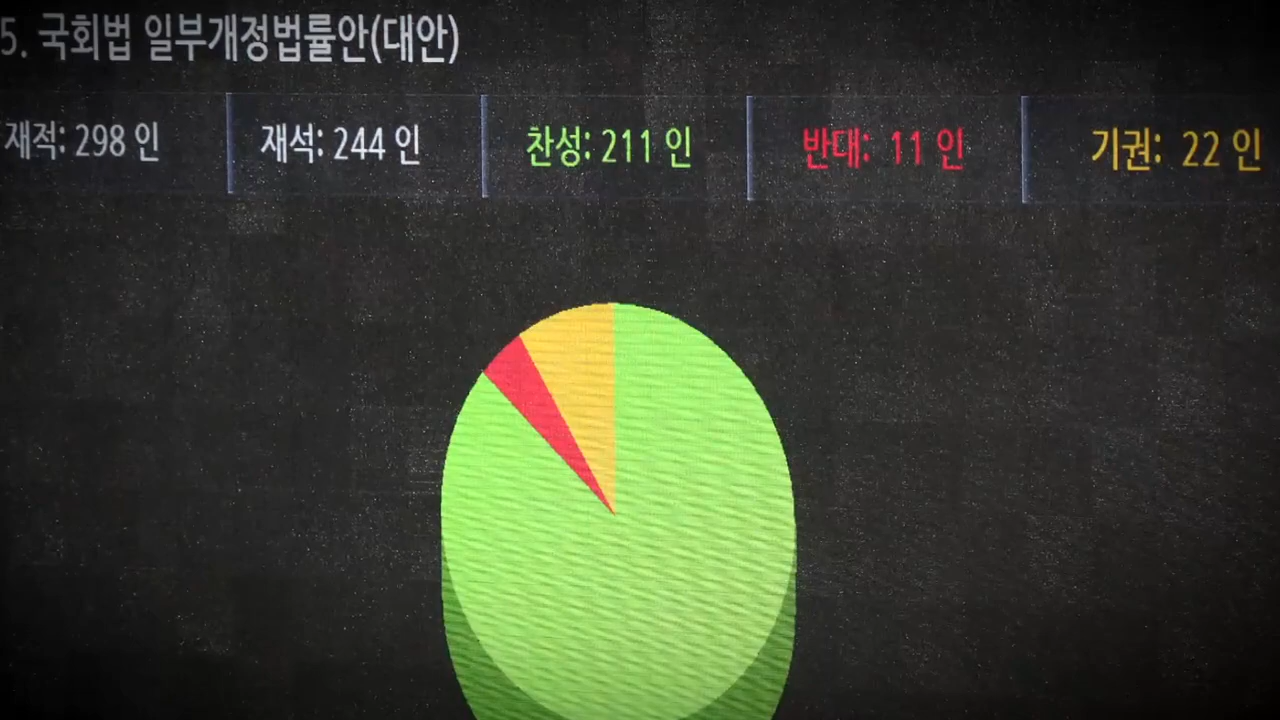 5. 국회법 일부개정법률안(대안)
재적: 298 인 재석: 244 인 찬성: 211 인 반대: 11 인 기권: 22 인